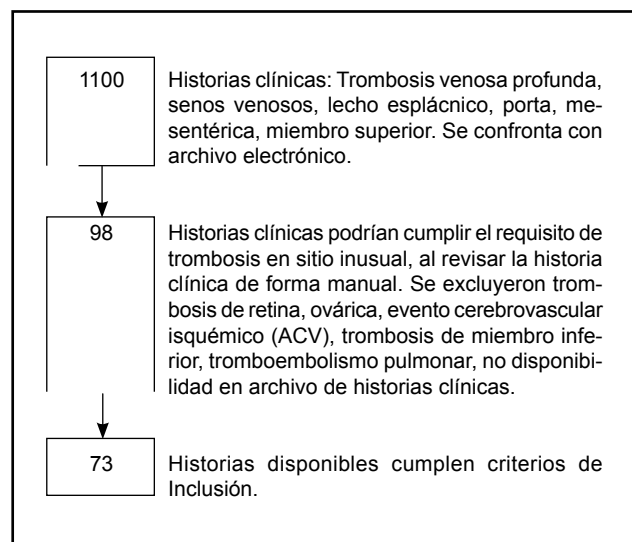 1100
Historias clínicas: Trombosis venosa profunda,
senos venosos, lecho esplácnico, porta, me-
sentérica, miembro superior. Se confronta con
archivo electrónico.
98
Historias clínicas podrían cumplir el requisito de
trombosis en sitio inusual, al revisar la historia
clínica de forma manual. Se excluyeron trom-
bosis de retina, ovárica, evento cerebrovascular
isquémico (ACV), trombosis de miembro infe-
rior, tromboembolismo pulmonar, no disponibi-
lidad en archivo de historias clínicas.
73
Historias disponibles cumplen criterios de
Inclusión.